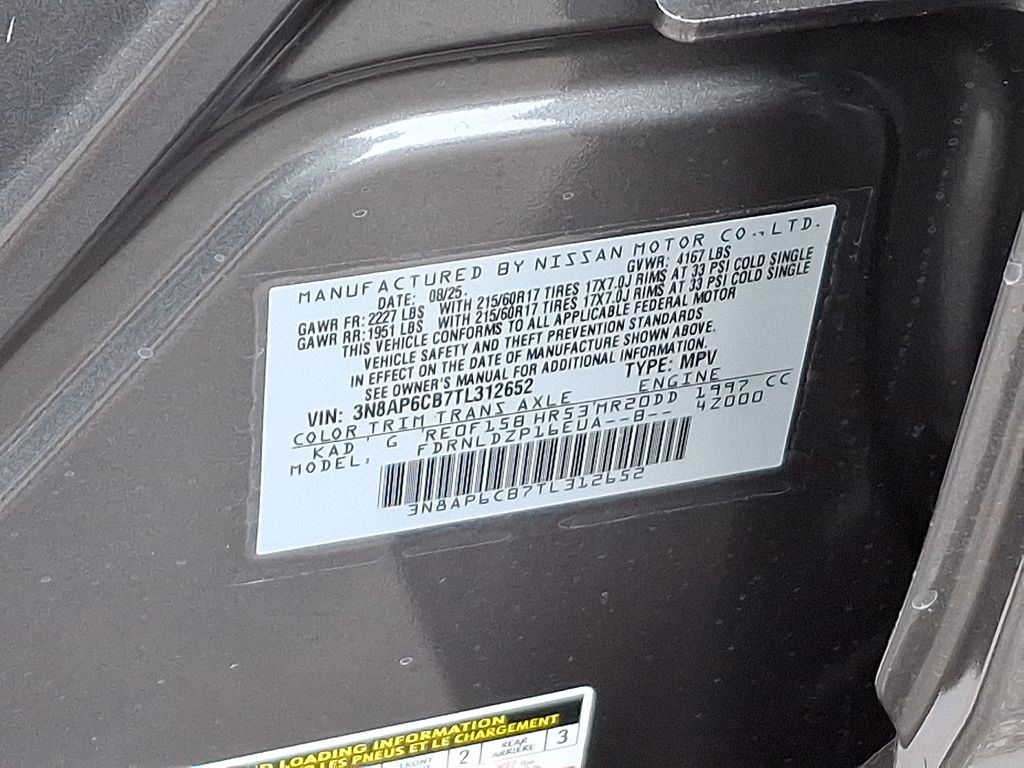 MANUFACTURED BY NISSAN MOTOR CO.,LTD.
DATE: 08/25. GVWR: 4167 LBS
GAWR FR: 2227 LBS WITH 215/60R17 TIRES 17X7.0J RIMS AT 33 PSI COLD SINGLE
GAWR RR: 1951 LBS WITH 215/60R17 TIRES 17X7.0J RIMS AT 33 PSI COLD SINGLE
THIS VEHICLE CONFORMS TO ALL APPLICABLE FEDERAL MOTOR
VEHICLE SAFETY AND THEFT PREVENTION STANDARDS
IN EFFECT ON THE DATE OF MANUFACTURE SHOWN ABOVE.
SEE OWNER'S MANUAL FOR ADDITIONAL INFORMATION.
VIN: 3N8AP6CB7TL312652 TYPE: MPV
COLOR TRIM TRANS AXLE ENGINE
KAD G RE0F15B HR53 MR20DD 1997 CC
MODEL: FDRNLDZP16EUA--B-- 42000
3N8AP6CB7TL312652
LOADING INFORMATION
LES PNEUS ET LE CHARGEMENT
FRONT 2 REAR ARRIÈRE 3